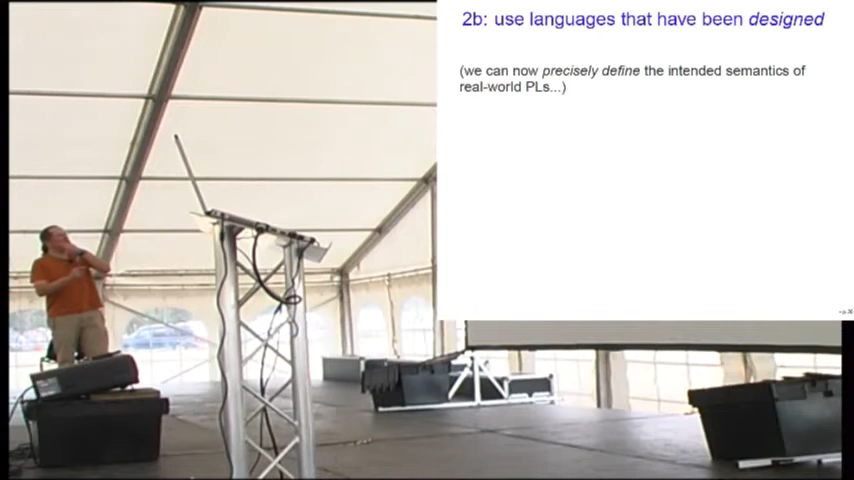 2b: use languages that have been designed
(we can now precisely define the intended semantics of
real-world PLs...)